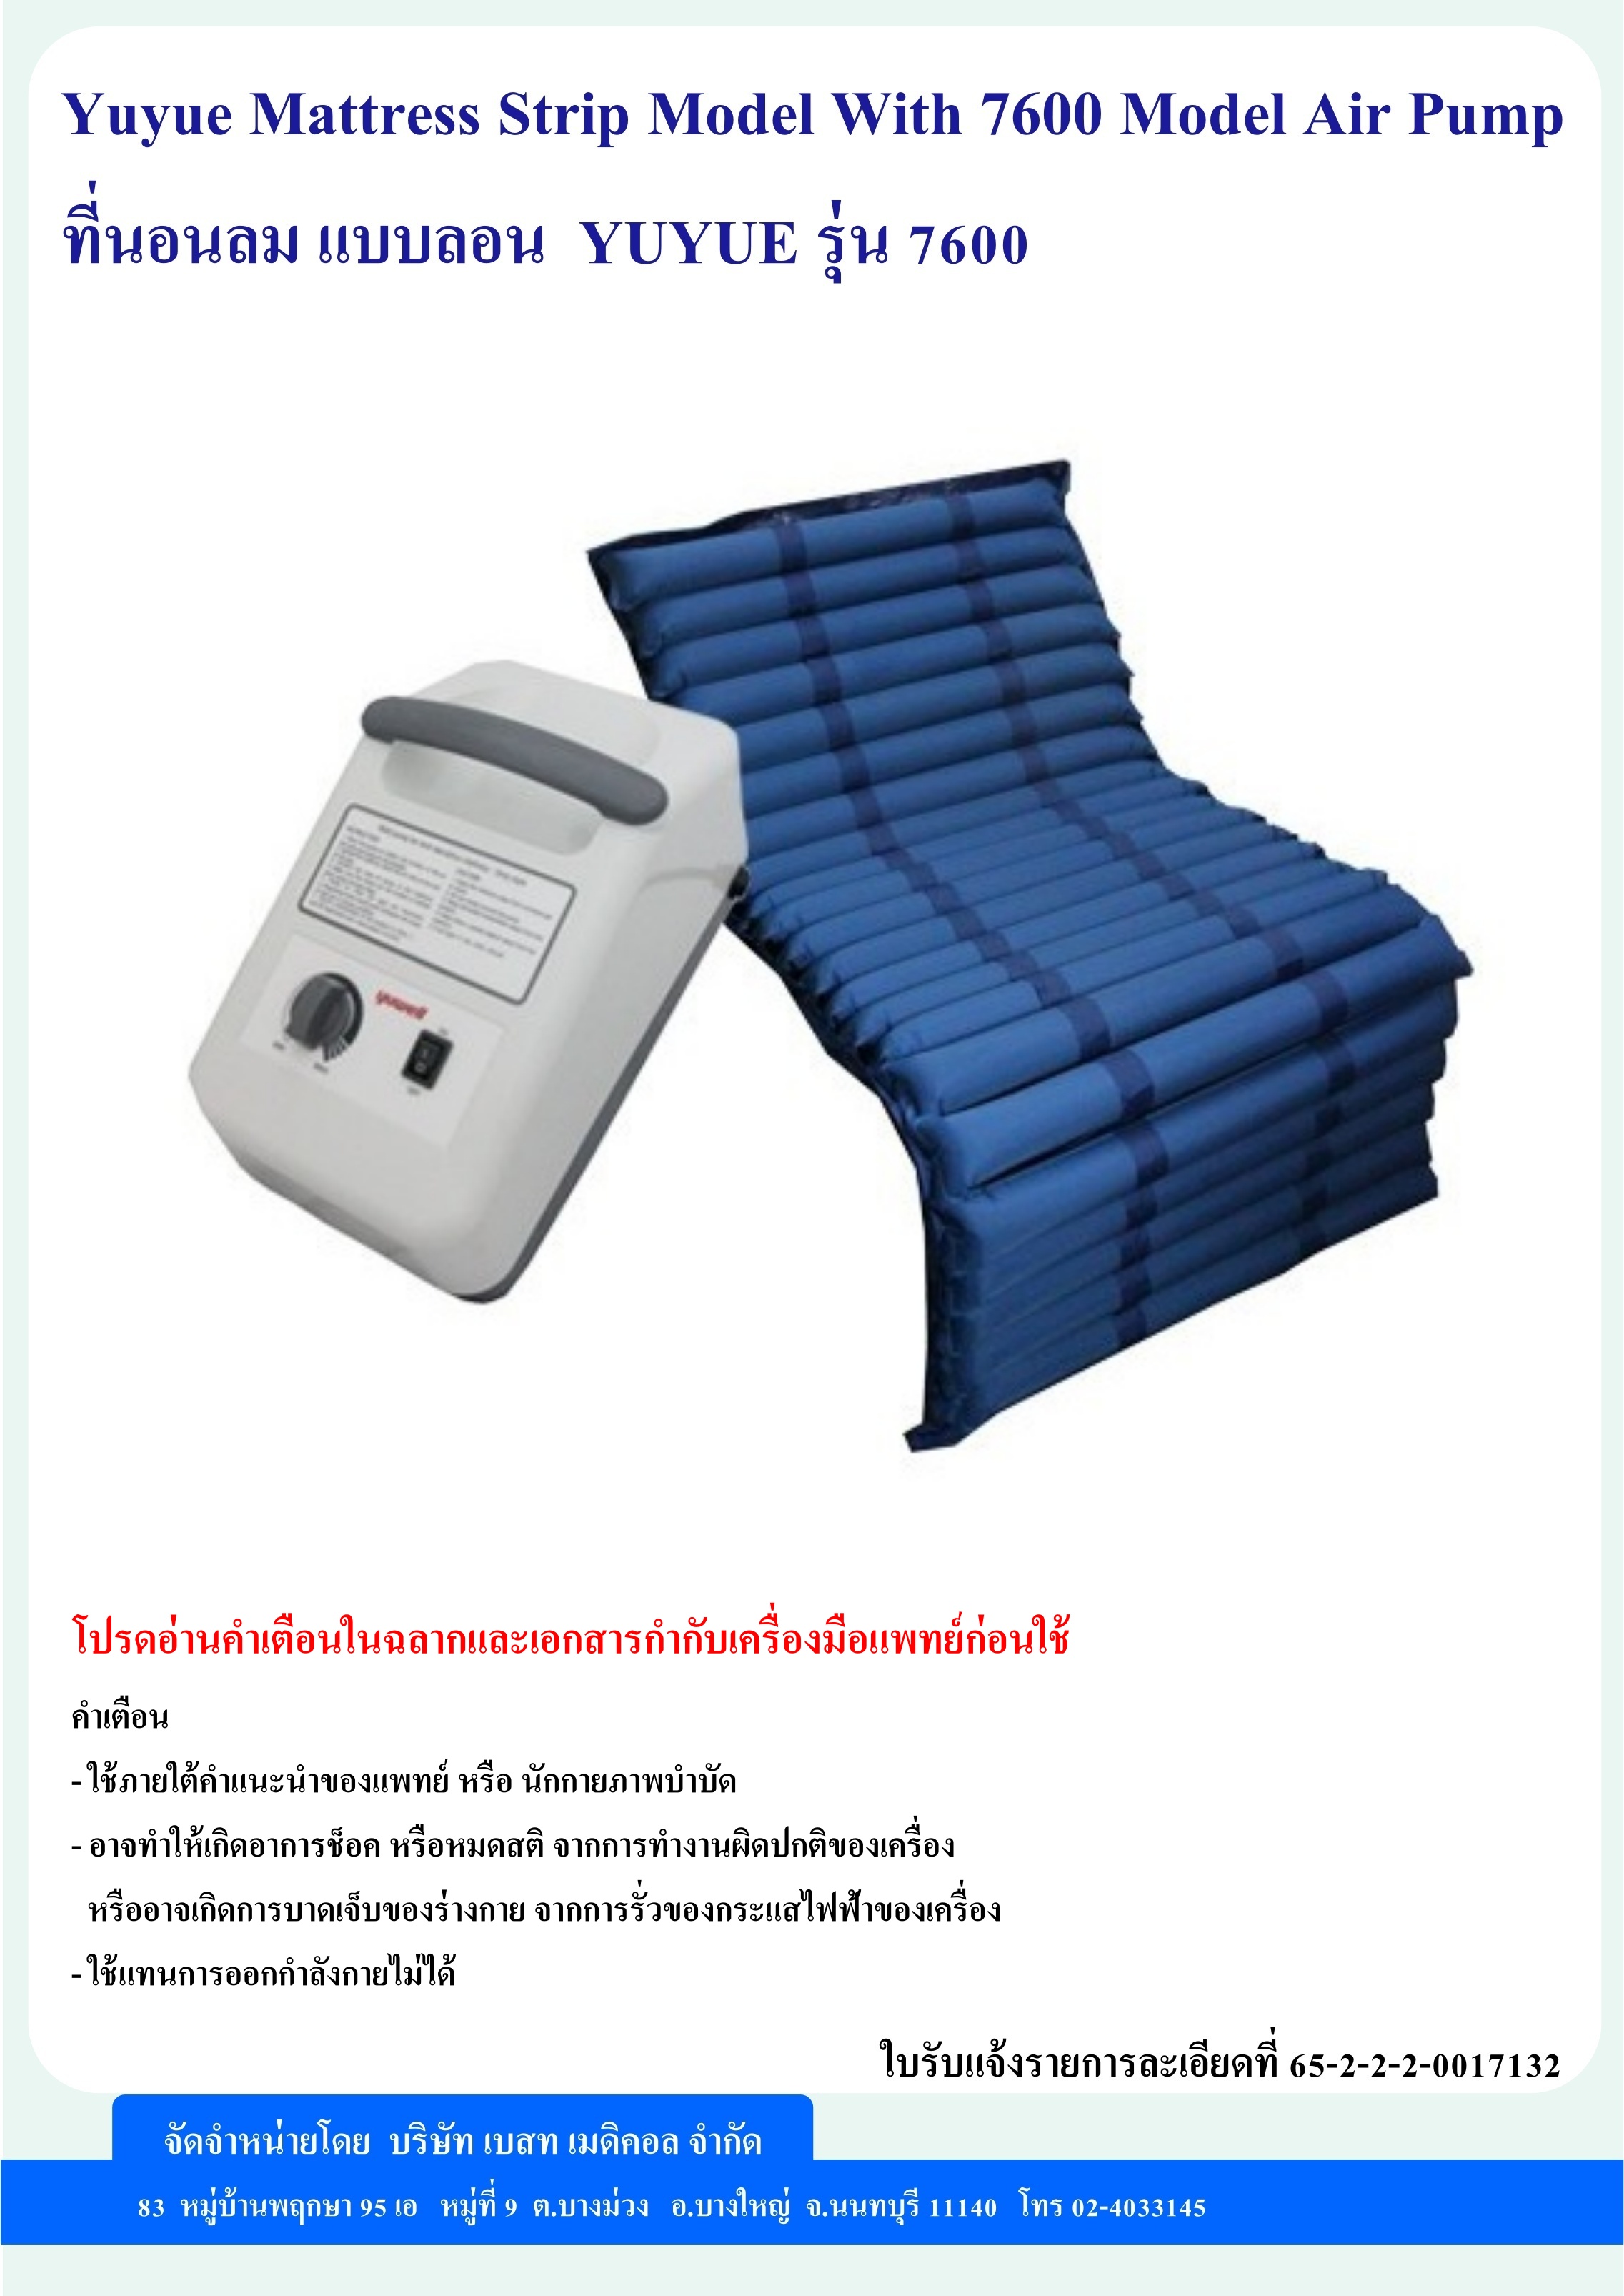 Yuyue Mattress Strip Model With 7600 Model Air Pump
ที่นอนลม แบบลอน YUYUE รุ่น 7600
yuwell
โปรดอ่านคำเตือนในฉลากและเอกสารกำกับเครื่องมือแพทย์ก่อนใช้
คำเตือน
- ใช้ภายใต้คำแนะนำของแพทย์ หรือ นักกายภาพบำบัด
- อาจทำให้เกิดอาการช็อค หรือหมดสติ จากการทำงานผิดปกติของเครื่อง
หรืออาจเกิดการบาดเจ็บของร่างกาย จากการรั่วของกระแสไฟฟ้าของเครื่อง
- ใช้แทนการออกกำลังกายไม่ได้
ใบรับแจ้งรายการละเอียดที่ 65-2-2-2-0017132
จัดจำหน่ายโดย บริษัท เบสท เมดิคอล จำกัด
83 หมู่บ้านพฤกษา 95 เอ หมู่ที่ 9 ต.บางม่วง อ.บางใหญ่ จ.นนทบุรี 11140 โทร 02-4033145